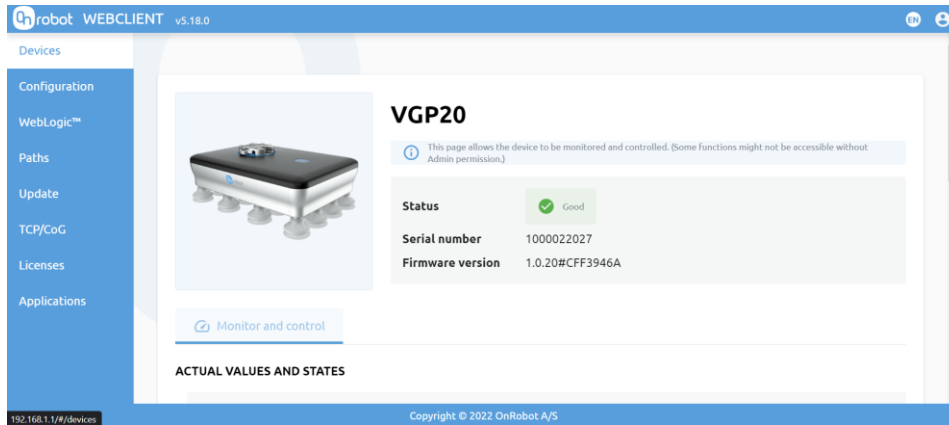 OnRobot WEBCLIENT v5.18.0
EN
Devices
Configuration
WebLogic™
Paths
Update
TCP/CoG
Licenses
Applications
VGP20
This page allows the device to be monitored and controlled. (Some functions might not be accessible without
Admin permission.)
Status
Good
Serial number 1000022027
Firmware version 1.0.20#CFF3946A
Monitor and control
ACTUAL VALUES AND STATES
192.168.1.1/#/devices
Copyright © 2022 OnRobot A/S